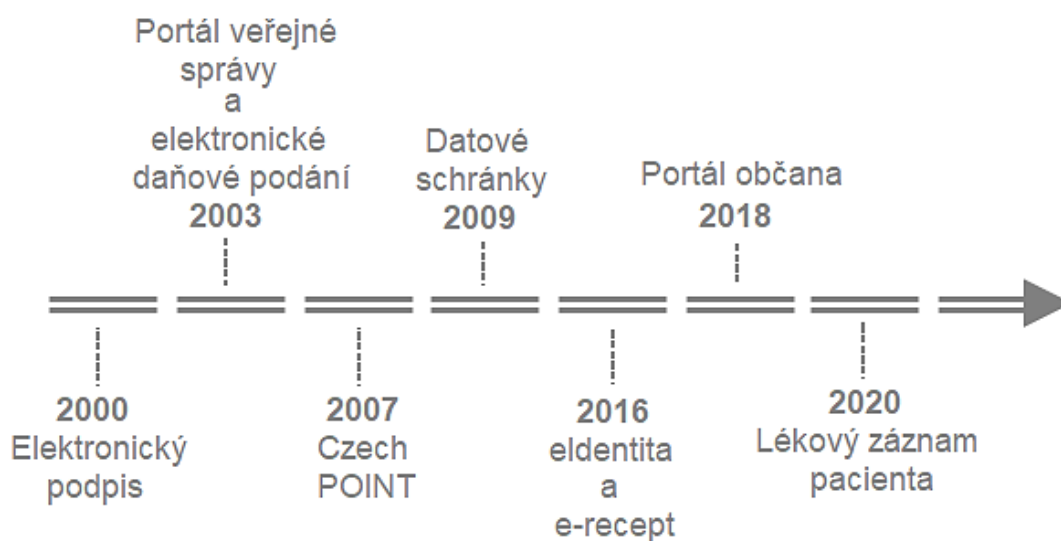 Portál veřejné
správy
a
elektronické
daňové podání
2003
Datové
schránky
2009
Portál občana
2018
2000
Elektronický
podpis
2007
Czech
POINT
2016
eIdentita
a
e-recept
2020
Lékový záznam
pacienta